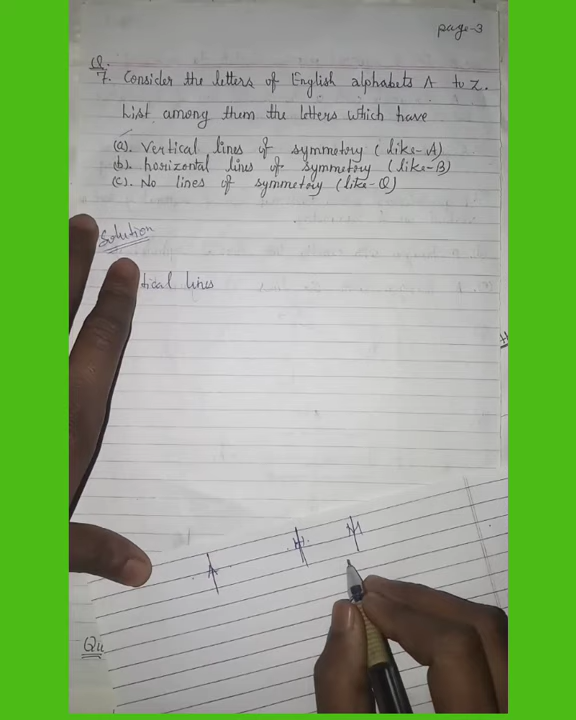 page-3
Q.
7. Consider the letters of English alphabets A to Z.
List among them the letters which have
(a). Vertical lines of symmetory (like-A)
(b). horizontal lines of symmetory (like-B)
(c). No lines of symmetory (like-Q)
Solution
tical lines
A H M
Qu